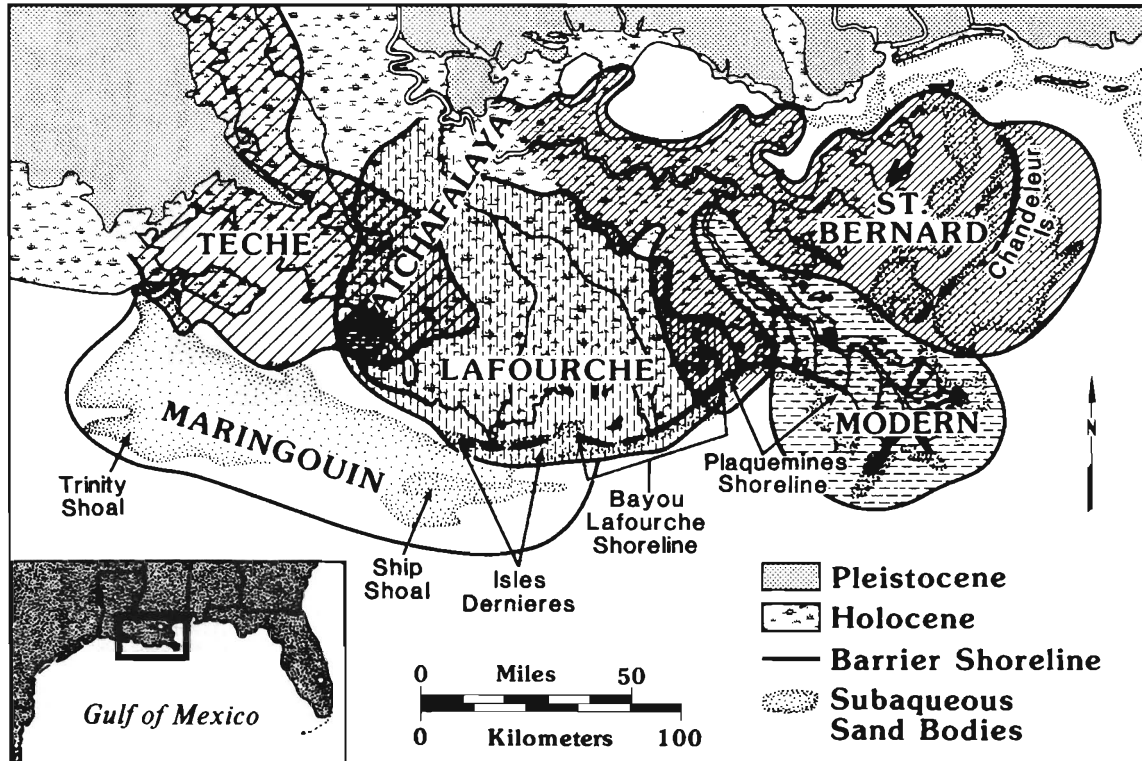 TECHE
ATCHAFALAYA
ST.
BERNARD
Chandeleur
Is
LAFOURCHE
MARINGOUIN
MODERN
Trinity
Shoal
Ship
Shoal
Isles
Dernieres
Bayou
Lafourche
Shoreline
Plaquemines
Shoreline
N
Gulf of Mexico
0 Miles 50
0 Kilometers 100
Pleistocene
Holocene
Barrier Shoreline
Subaqueous
Sand Bodies